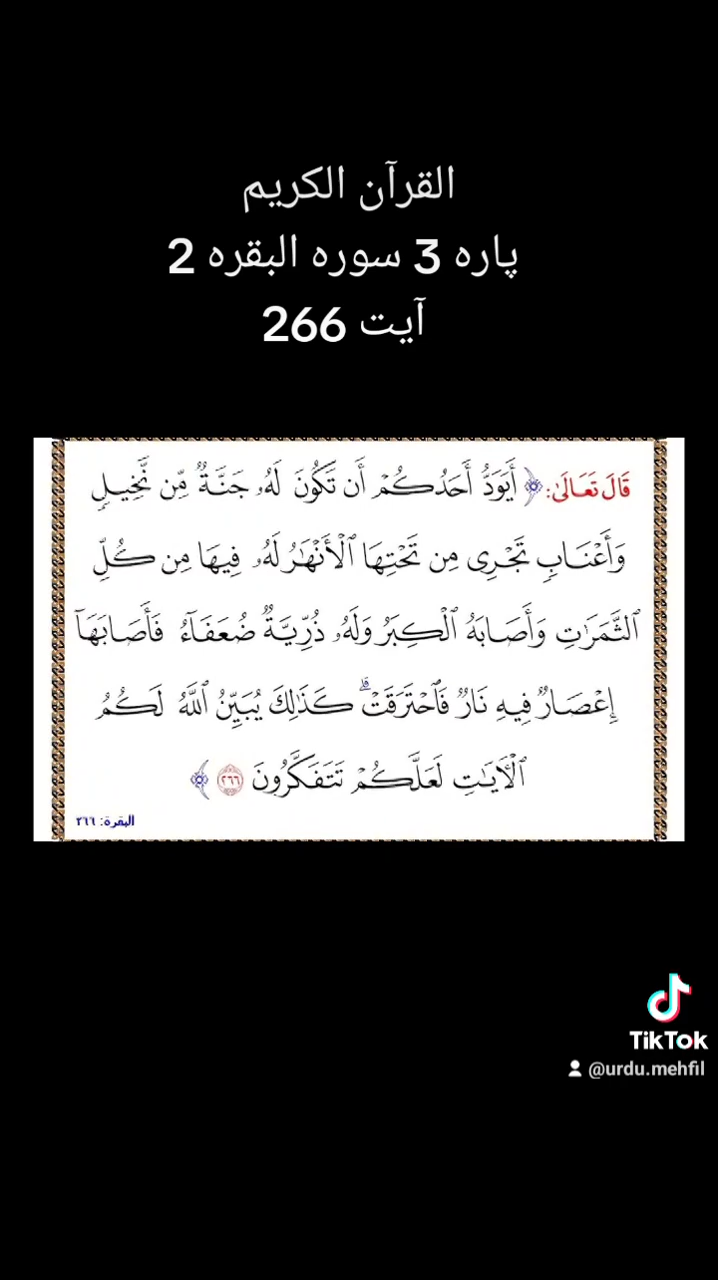 القرآن الكريم
پاره 3 سوره البقره 2
آيت 266
قَالَ تَعَالَىٰ: ﴿ أَيَوَدُّ أَحَدُكُمْ أَن تَكُونَ لَهُۥ جَنَّةٌ مِّن نَّخِيلٍ
وَأَعْنَابٍ تَجْرِى مِن تَحْتِهَا ٱلْأَنْهَٰرُ لَهُۥ فِيهَا مِن كُلِّ
ٱلثَّمَرَٰتِ وَأَصَابَهُ ٱلْكِبَرُ وَلَهُۥ ذُرِّيَّةٌ ضُعَفَآءُ فَأَصَابَهَآ
إِعْصَارٌ فِيهِ نَارٌ فَٱحْتَرَقَتْ ۗ كَذَٰلِكَ يُبَيِّنُ ٱللَّهُ لَكُمُ
ٱلْءَايَٰتِ لَعَلَّكُمْ تَتَفَكَّرُونَ ٢٦٦ ﴾
البقرة: ٢٦٦
TikTok
@urdu.mehfil